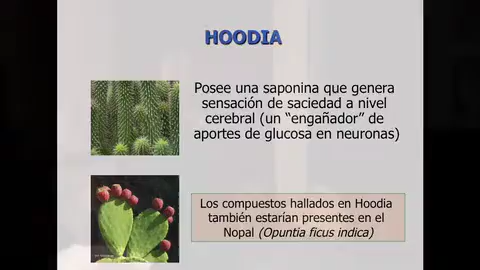 HOODIA
Posee una saponina que genera
sensación de saciedad a nivel
cerebral (un “engañador” de
aportes de glucosa en neuronas)
Los compuestos hallados en Hoodia
también estarían presentes en el
Nopal (Opuntia ficus indica)